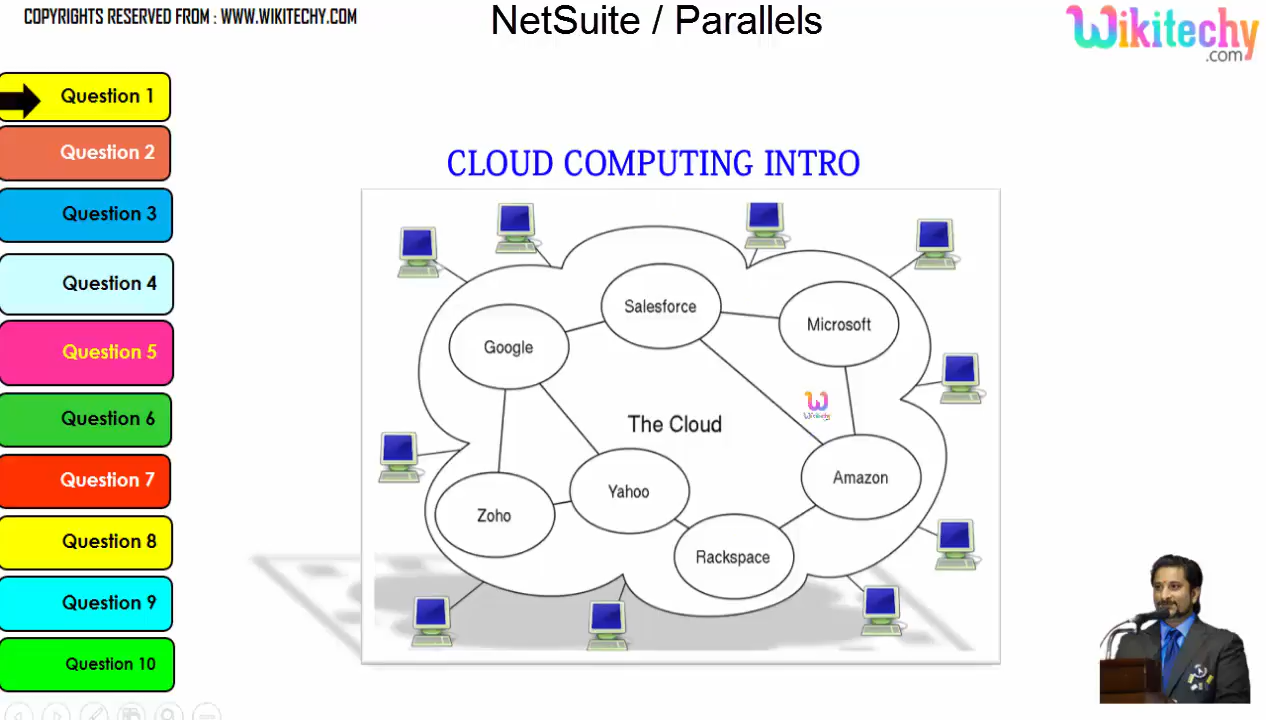 COPYRIGHTS RESERVED FROM : WWW.WIKITECHY.COM
NetSuite / Parallels
Wikitechy
.com
Question 1
Question 2
Question 3
Question 4
Question 5
Question 6
Question 7
Question 8
Question 9
Question 10
CLOUD COMPUTING INTRO
Salesforce
Microsoft
Google
The Cloud
Wikitechy
Amazon
Yahoo
Zoho
Rackspace